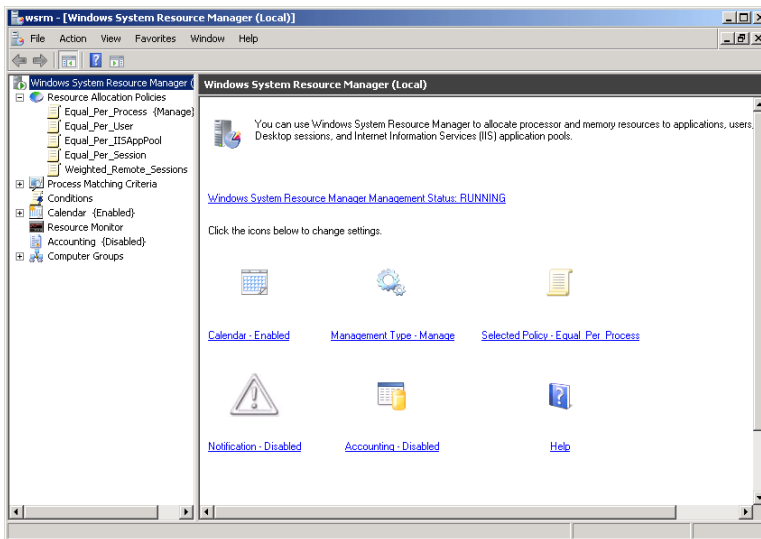 wsrm - [Windows System Resource Manager (Local)]
File Action View Favorites Window Help
Windows System Resource Manager (
Resource Allocation Policies
Equal_Per_Process {Manage}
Equal_Per_User
Equal_Per_IISAppPool
Equal_Per_Session
Weighted_Remote_Sessions
Process Matching Criteria
Conditions
Calendar {Enabled}
Resource Monitor
Accounting {Disabled}
Computer Groups
Windows System Resource Manager (Local)
You can use Windows System Resource Manager to allocate processor and memory resources to applications, users,
Desktop sessions, and Internet Information Services (IIS) application pools.
Windows System Resource Manager Management Status: RUNNING
Click the icons below to change settings.
Calendar - Enabled Management Type - Manage Selected Policy - Equal_Per_Process
Notification - Disabled Accounting - Disabled Help